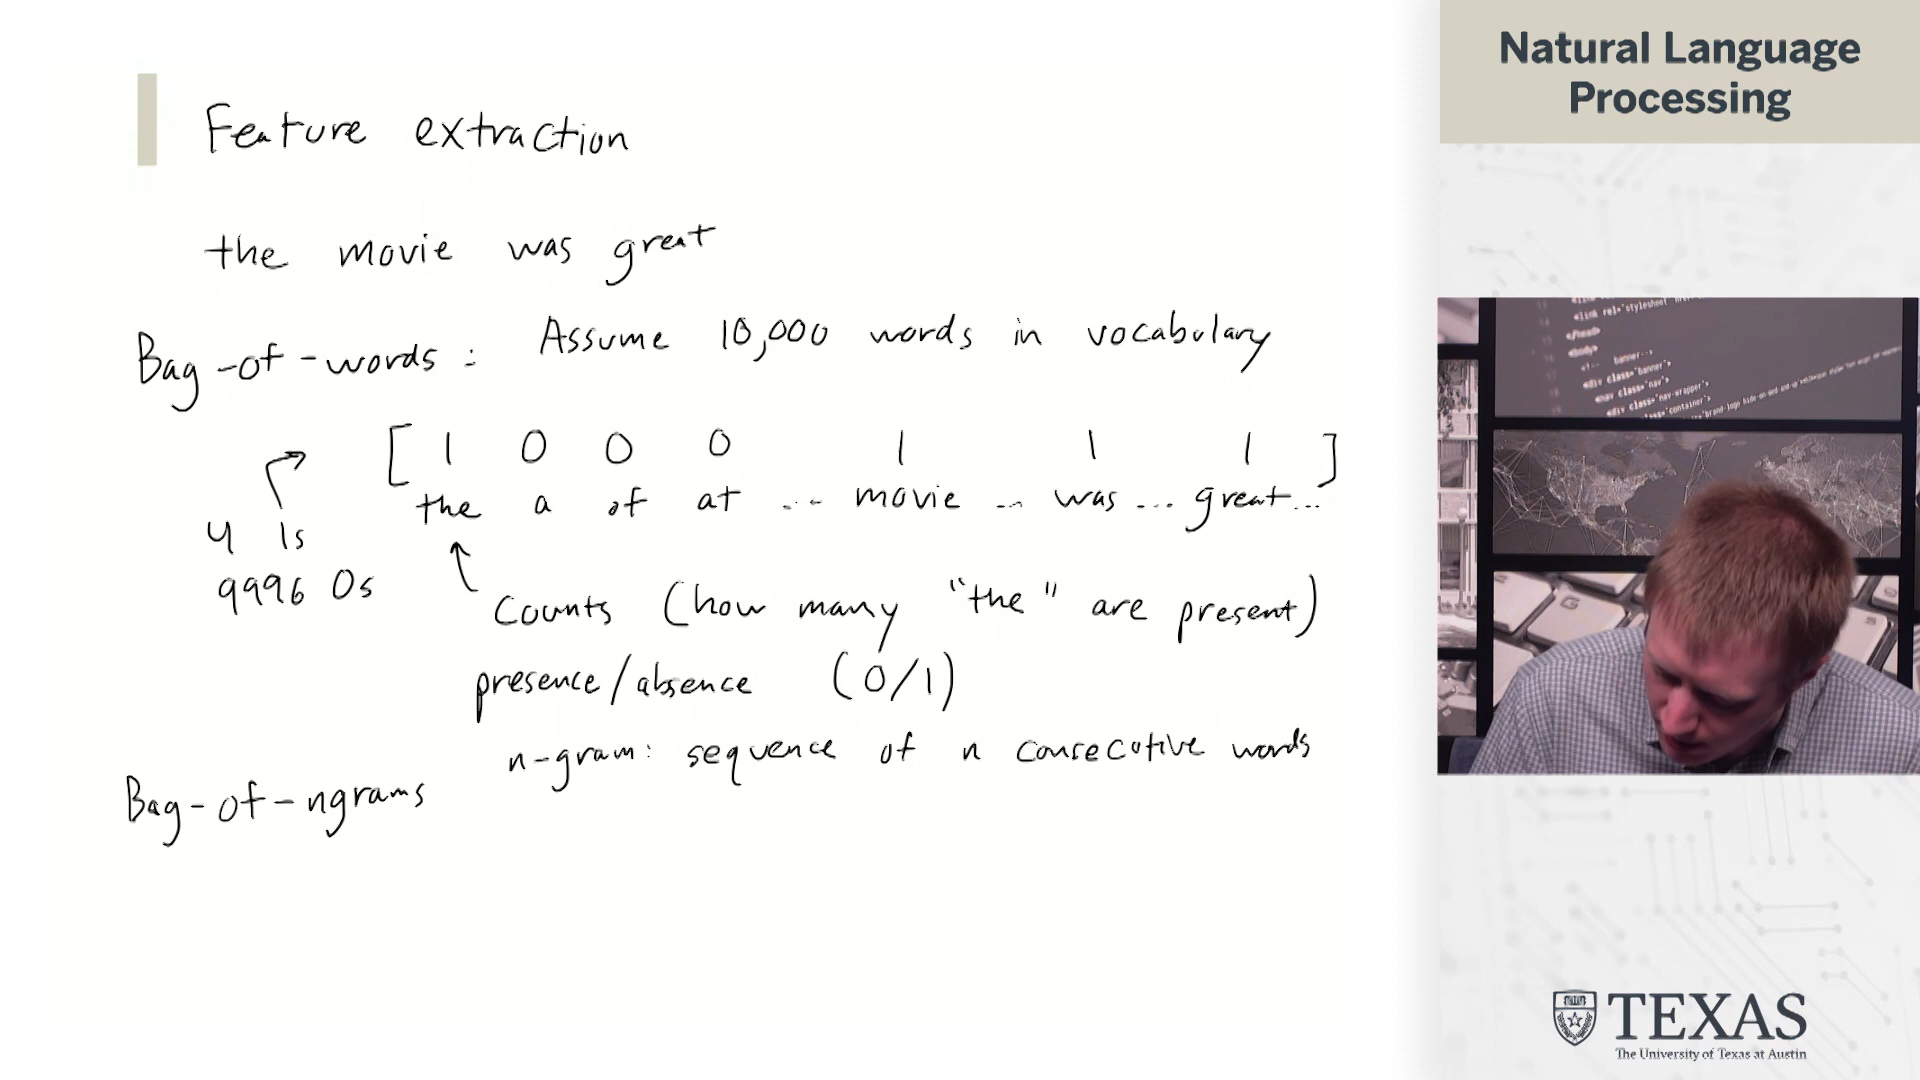 Natural Language
Processing
Feature extraction
the movie was great
Bag-of-words : Assume 10,000 words in vocabulary
[ 1 0 0 0 1 1 1 ]
the a of at ... movie ... was ... great ...
4 1s
9996 0s
Counts (how many "the" are present)
presence/absence (0/1)
n-gram: sequence of n consecutive words
Bag-of-ngrams
TEXAS
The University of Texas at Austin